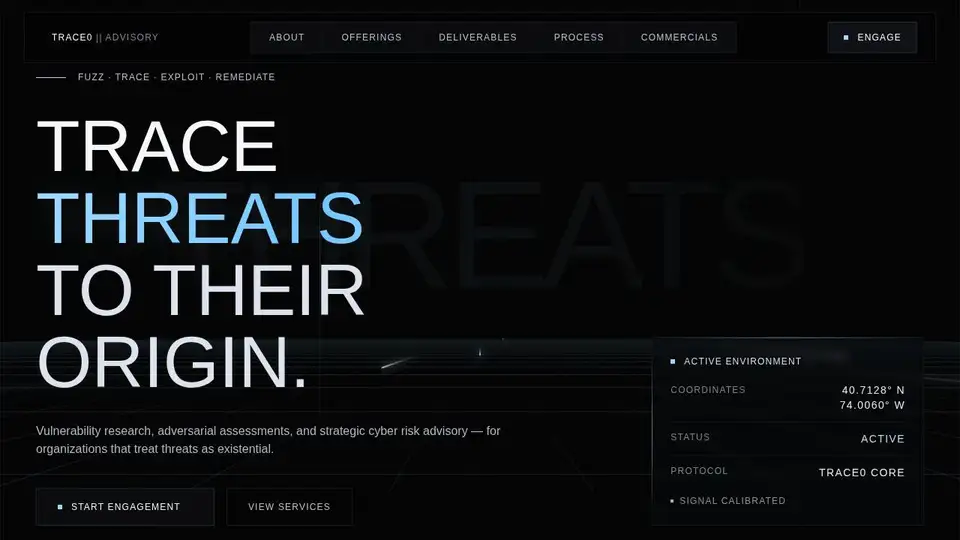 TRACE0 || ADVISORY
ABOUT
OFFERINGS
DELIVERABLES
PROCESS
COMMERCIALS
ENGAGE
FUZZ · TRACE · EXPLOIT · REMEDIATE
TRACE
THREATS
TO THEIR
ORIGIN.
THREATS
Vulnerability research, adversarial assessments, and strategic cyber risk advisory — for
organizations that treat threats as existential.
START ENGAGEMENT
VIEW SERVICES
ACTIVE ENVIRONMENT
COORDINATES
40.7128° N
74.0060° W
STATUS
ACTIVE
PROTOCOL
TRACE0 CORE
SIGNAL CALIBRATED